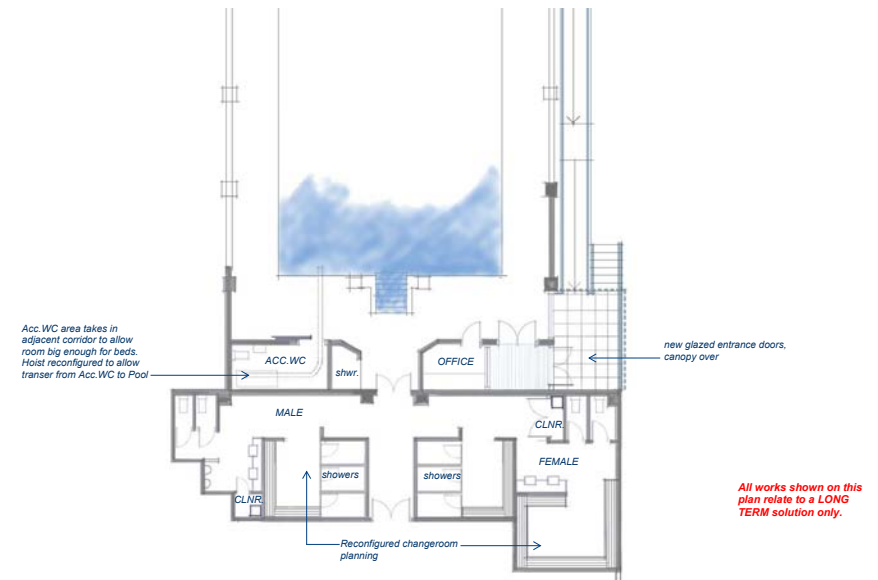 Acc.WC area takes in
adjacent corridor to allow
room big enough for beds.
Hoist reconfigured to allow
transer from Acc.WC to Pool
ACC.WC
shwr.
OFFICE
new glazed entrance doors,
canopy over
MALE
CLNR.
FEMALE
showers
showers
CLNR.
Reconfigured changeroom
planning
All works shown on this
plan relate to a LONG
TERM solution only.